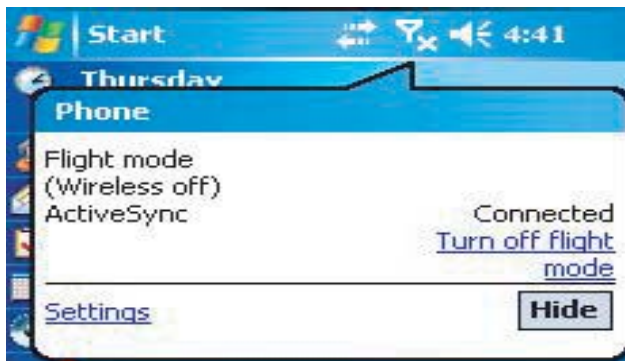 Start 4:41
Thursday
Phone
Flight mode
(Wireless off)
ActiveSync Connected
Turn off flight
mode
Settings Hide